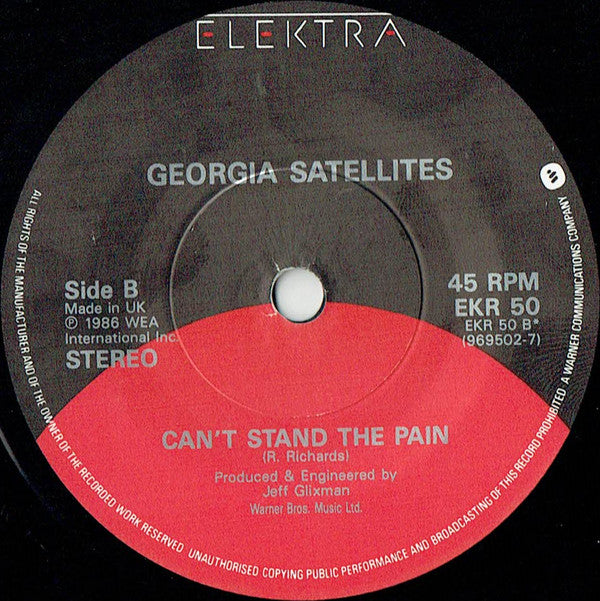 ELEKTRA
GEORGIA SATELLITES
Side B
Made in UK
℗ 1986 WEA
International Inc.
STEREO
45 RPM
EKR 50
EKR 50 B*
(969502-7)
CAN'T STAND THE PAIN
(R. Richards)
Produced & Engineered by
Jeff Glixman
Warner Bros. Music Ltd.
ALL RIGHTS OF THE MANUFACTURER AND OF THE OWNER OF THE RECORDED WORK RESERVED UNAUTHORISED COPYING PUBLIC PERFORMANCE AND BROADCASTING OF THIS RECORD PROHIBITED · A WARNER COMMUNICATIONS COMPANY